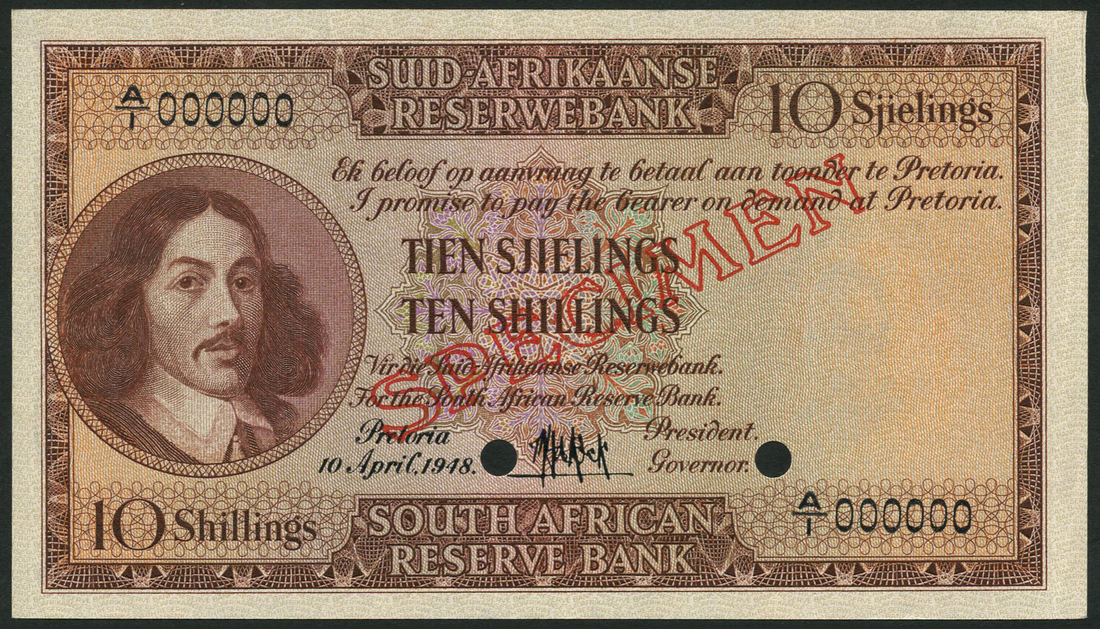 SUID-AFRIKAANSE
RESERWEBANK
A/1 000000
10 Sjielings
Ek beloof op aanvraag te betaal aan toonder te Pretoria.
I promise to pay the bearer on demand at Pretoria.
TIEN SJIELINGS
TEN SHILLINGS
SPECIMEN
Vir die Suid-Afrikaanse Reserwebank.
For the South African Reserve Bank.
Pretoria
10 April, 1948.
President.
Governor.
10 Shillings
SOUTH AFRICAN
RESERVE BANK
A/1 000000